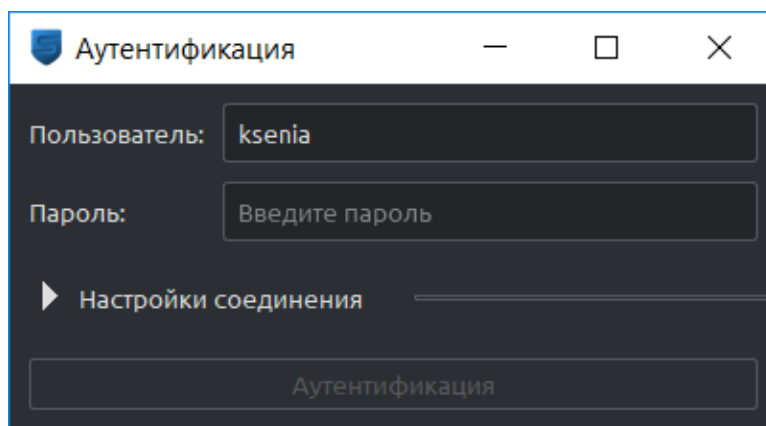 Аутентификация
Пользователь: ksenia
Пароль: Введите пароль
Настройки соединения
Аутентификация